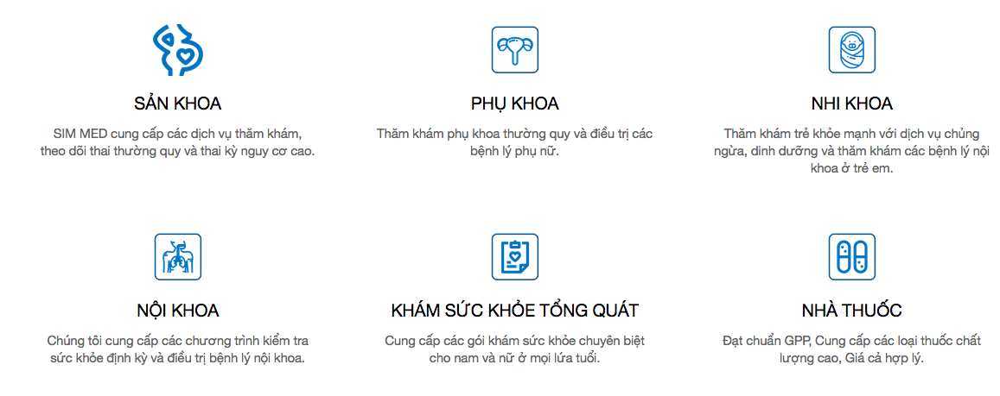 SẢN KHOA
SIM MED cung cấp các dịch vụ thăm khám,
theo dõi thai thường quy và thai kỳ nguy cơ cao.
PHỤ KHOA
Thăm khám phụ khoa thường quy và điều trị các
bệnh lý phụ nữ.
NHI KHOA
Thăm khám trẻ khỏe mạnh với dịch vụ chủng
ngừa, dinh dưỡng và thăm khám các bệnh lý nội
khoa ở trẻ em.
NỘI KHOA
Chúng tôi cung cấp các chương trình kiểm tra
sức khỏe định kỳ và điều trị bệnh lý nội khoa.
KHÁM SỨC KHỎE TỔNG QUÁT
Cung cấp các gói khám sức khỏe chuyên biệt
cho nam và nữ ở mọi lứa tuổi.
NHÀ THUỐC
Đạt chuẩn GPP, Cung cấp các loại thuốc chất
lượng cao, Giá cả hợp lý.